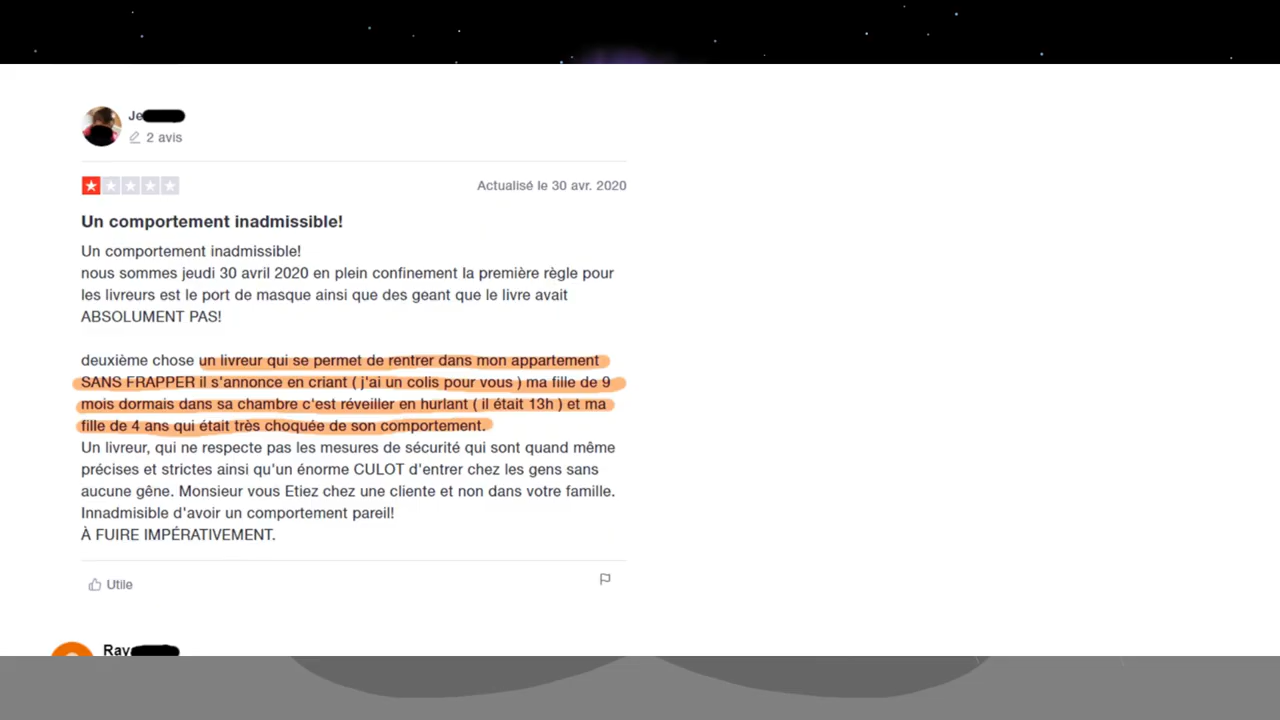 Je
2 avis
Actualisé le 30 avr. 2020
Un comportement inadmissible!
Un comportement inadmissible!
nous sommes jeudi 30 avril 2020 en plein confinement la première règle pour
les livreurs est le port de masque ainsi que des geant que le livre avait
ABSOLUMENT PAS!
deuxième chose un livreur qui se permet de rentrer dans mon appartement
SANS FRAPPER il s'annonce en criant ( j'ai un colis pour vous ) ma fille de 9
mois dormais dans sa chambre c'est réveiller en hurlant ( il était 13h ) et ma
fille de 4 ans qui était très choquée de son comportement.
Un livreur, qui ne respecte pas les mesures de sécurité qui sont quand même
précises et strictes ainsi qu'un énorme CULOT d'entrer chez les gens sans
aucune gêne. Monsieur vous Etiez chez une cliente et non dans votre famille.
Innadmisible d'avoir un comportement pareil!
À FUIRE IMPÉRATIVEMENT.
Utile
Ray